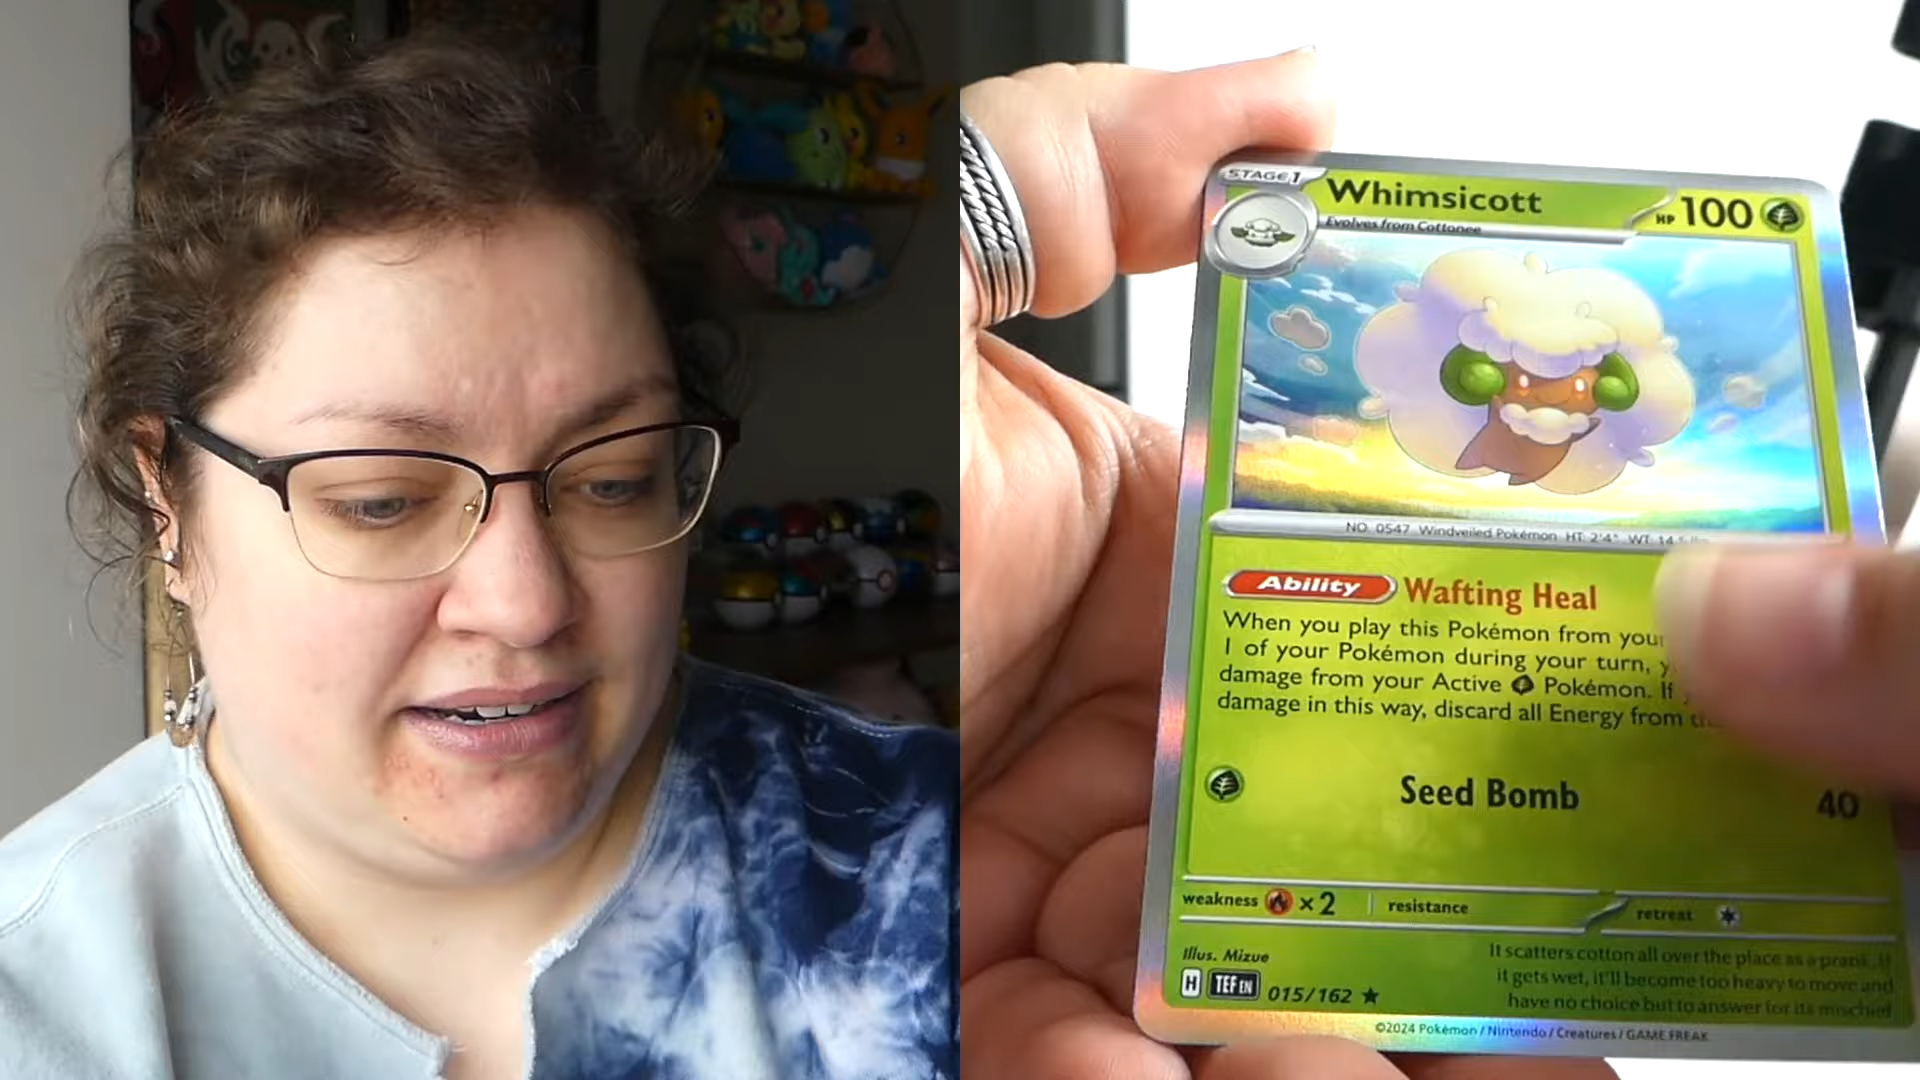 STAGE 1
Whimsicott
HP 100
Evolves from Cottonee
NO. 0547 Windveiled Pokémon HT: 2'4" WT: 14.5
Ability Wafting Heal
When you play this Pokémon from your
1 of your Pokémon during your turn,
damage from your Active Pokémon. If
damage in this way, discard all Energy from
Seed Bomb 40
weakness ×2 resistance retreat
Illus. Mizue
H TEF EN 015/162 ★
It scatters cotton all over the place as a prank. If
it gets wet, it'll become too heavy to move and
have no choice but to answer for its mischief
©2024 Pokémon / Nintendo / Creatures / GAME FREAK